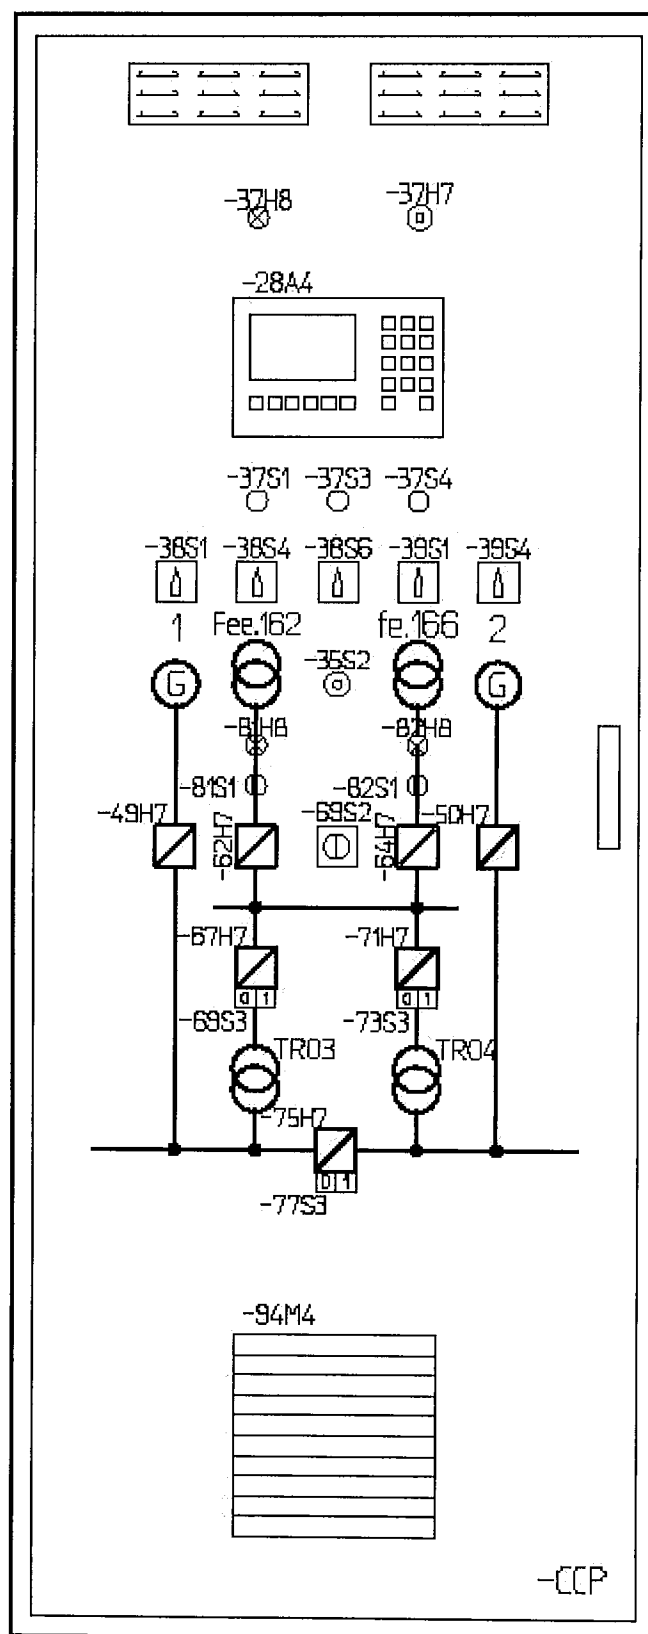 -37H8 -37H7
-28A4
-37S1 -37S3 -37S4
-38S1 -38S4 -38S6 -39S1 -39S4
1 Fee.162 fe.166 2
-36S2
G G
-81H8 -82H8
-81S1 -82S1
-49H7 -62H7 -69S2 -64H7 -50H7
-67H7 -71H7
0 1 0 1
-69S3 -73S3
TR03 TR04
-75H7
0 1
-77S3
-94M4
-CCP